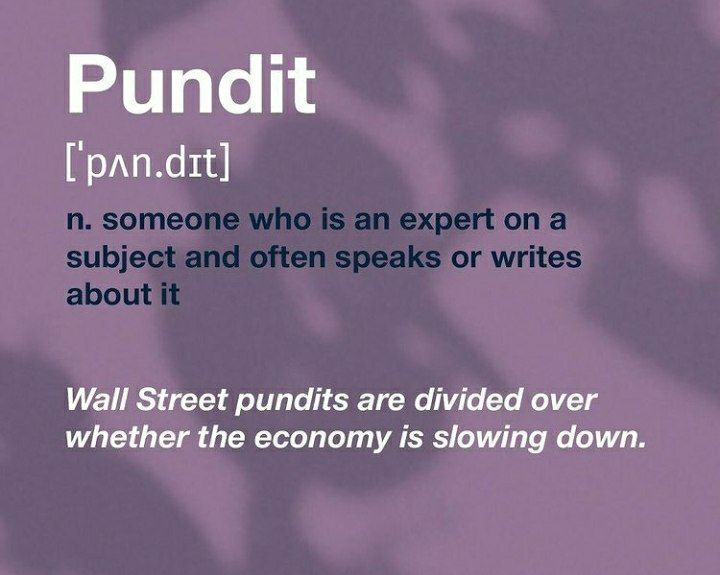 Pundit
[ˈpʌn.dɪt]
n. someone who is an expert on a
subject and often speaks or writes
about it
Wall Street pundits are divided over
whether the economy is slowing down.